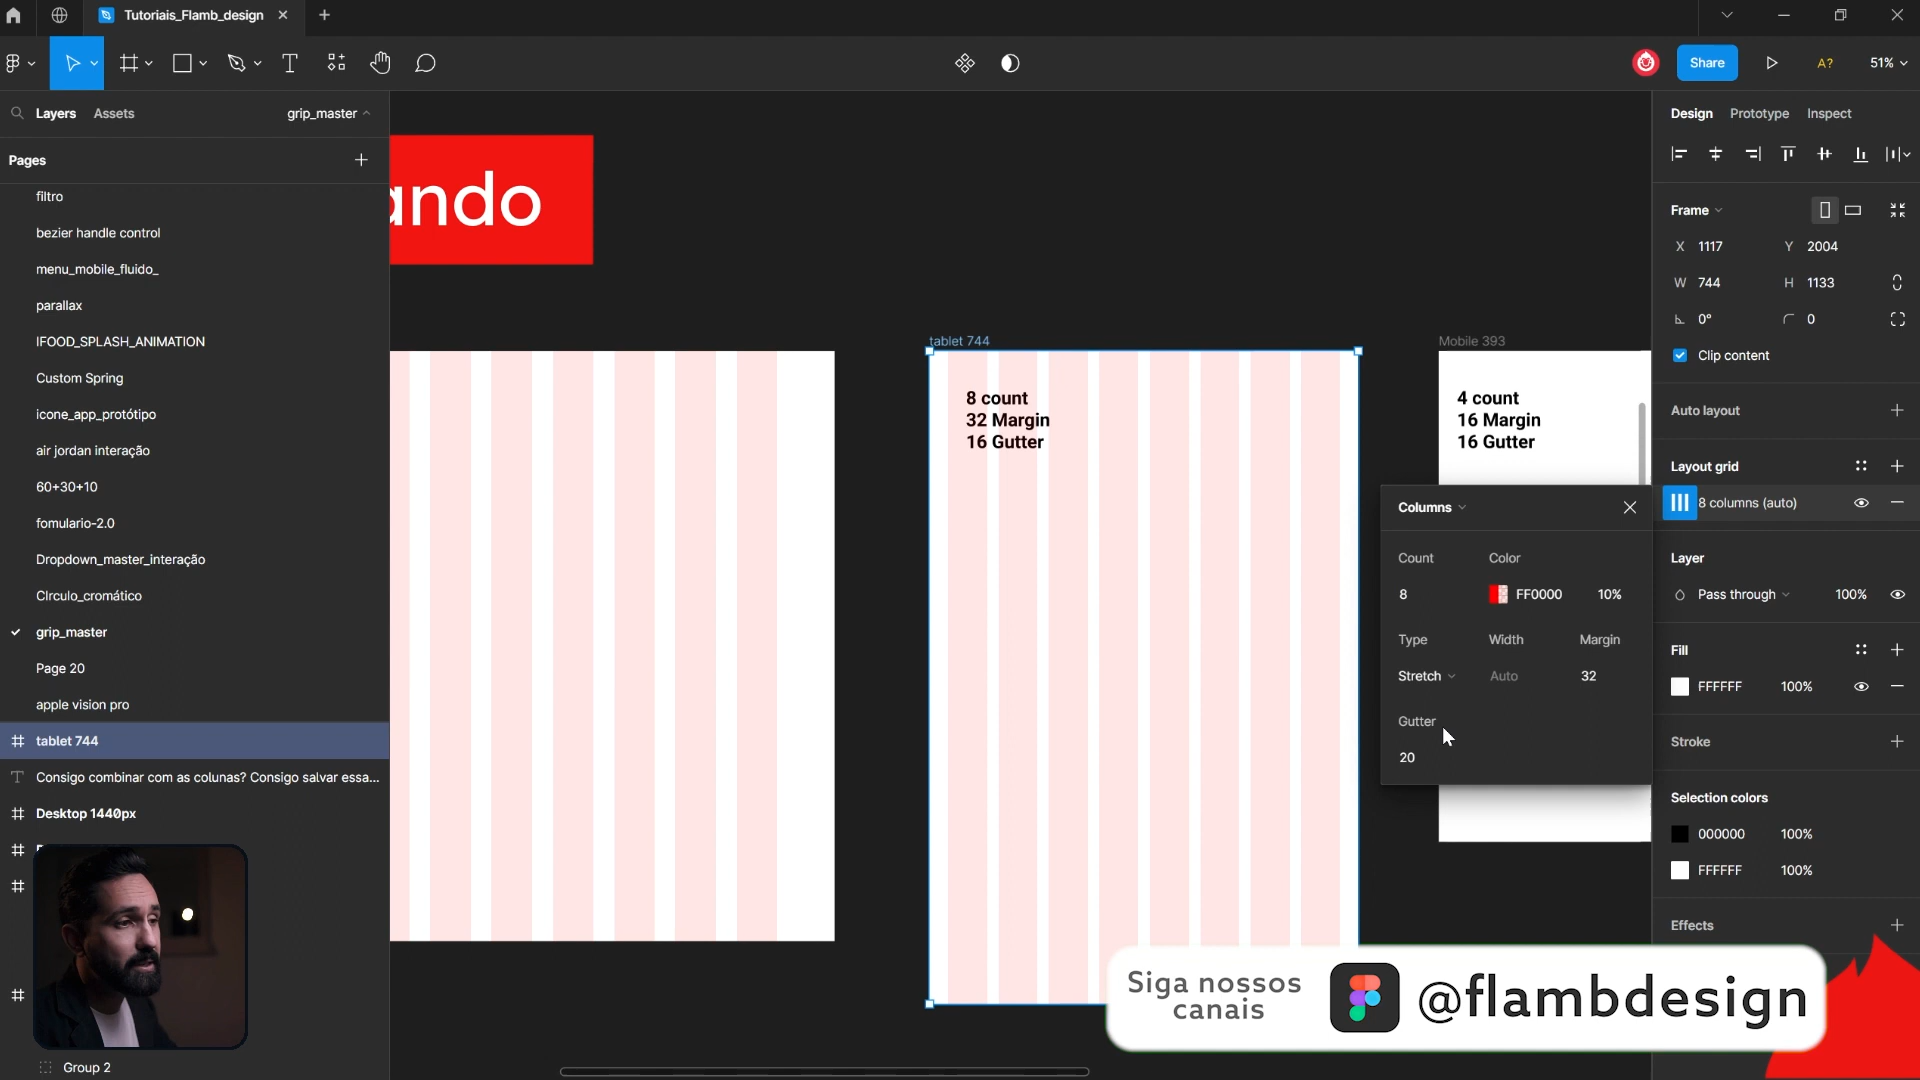 Tutoriais_Flamb_design
Share
A?
51%
Layers
Assets
grip_master
Pages
filtro
bezier handle control
menu_mobile_fluido_
parallax
IFOOD_SPLASH_ANIMATION
Custom Spring
icone_app_protótipo
air jordan interação
60+30+10
fomulario-2.0
Dropdown_master_interação
CIrculo_cromático
grip_master
Page 20
apple vision pro
tablet 744
Consigo combinar com as colunas? Consigo salvar essa...
Desktop 1440px
Group 2
ando
tablet 744
8 count
32 Margin
16 Gutter
Mobile 393
4 count
16 Margin
16 Gutter
Columns
Count
Color
8
FF0000
10%
Type
Width
Margin
Stretch
Auto
32
Gutter
20
Design
Prototype
Inspect
Frame
X 1117
Y 2004
W 744
H 1133
0°
0
Clip content
Auto layout
Layout grid
8 columns (auto)
Layer
Pass through
100%
Fill
FFFFFF
100%
Stroke
Selection colors
000000
100%
FFFFFF
100%
Effects
Siga nossos
canais
@flambdesign